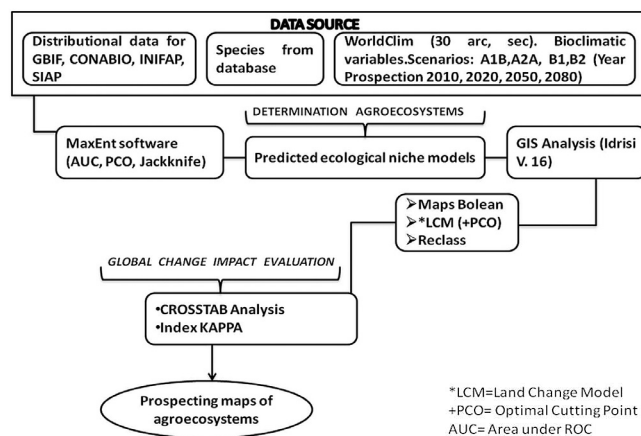 DATA SOURCE
Distributional data for
GBIF, CONABIO, INIFAP,
SIAP
Species from
database
WorldClim (30 arc, sec). Bioclimatic
variables.Scenarios: A1B,A2A, B1,B2 (Year
Prospection 2010, 2020, 2050, 2080)
DETERMINATION AGROECOSYSTEMS
MaxEnt software
(AUC, PCO, Jackknife)
Predicted ecological niche models
GIS Analysis (Idrisi
V. 16)
➤Maps Bolean
➤*LCM (+PCO)
➤Reclass
GLOBAL CHANGE IMPACT EVALUATION
•CROSSTAB Analysis
•Index KAPPA
Prospecting maps of
agroecosystems
*LCM=Land Change Model
+PCO= Optimal Cutting Point
AUC= Area under ROC